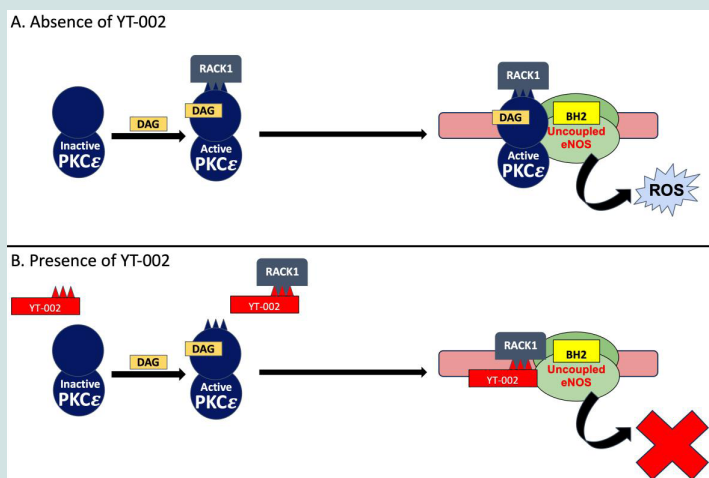 A. Absence of YT-002
RACK1
DAG
Inactive
PKCε
DAG
Active
PKCε
RACK1
DAG
BH2
Uncoupled
eNOS
Active
PKCε
ROS
B. Presence of YT-002
YT-002
RACK1
YT-002
Inactive
PKCε
DAG
DAG
Active
PKCε
RACK1
YT-002
BH2
Uncoupled
eNOS